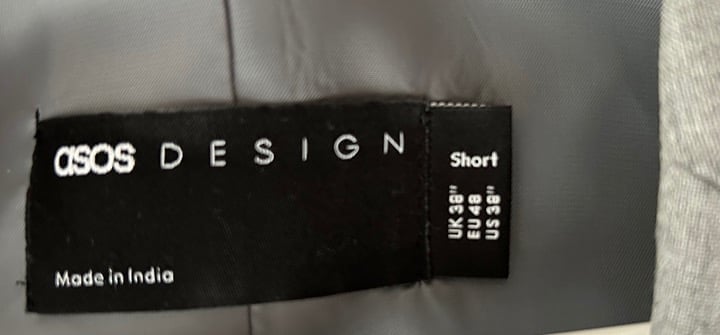 asos DESIGN
Made in India
Short
UK 38"
EU 48
US 38"